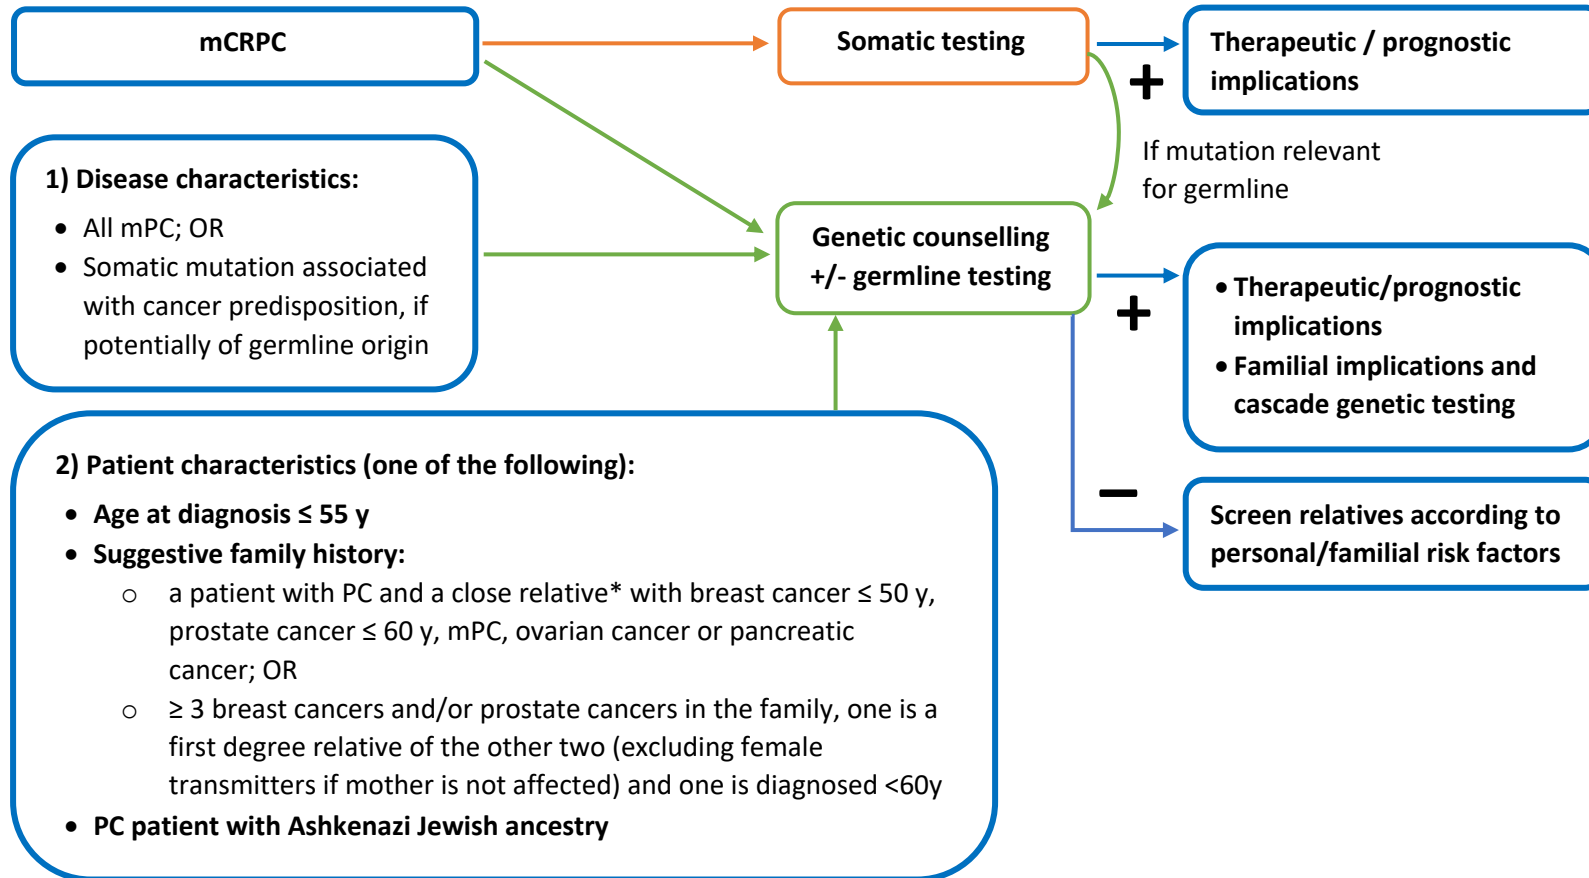 mCRPC
Somatic testing
Therapeutic / prognostic
implications
+
If mutation relevant
for germline
1) Disease characteristics:
• All mPC; OR
• Somatic mutation associated
with cancer predisposition, if
potentially of germline origin
Genetic counselling
+/- germline testing
+
• Therapeutic/prognostic
implications
• Familial implications and
cascade genetic testing
–
Screen relatives according to
personal/familial risk factors
2) Patient characteristics (one of the following):
• Age at diagnosis ≤ 55 y
• Suggestive family history:
o a patient with PC and a close relative* with breast cancer ≤ 50 y,
prostate cancer ≤ 60 y, mPC, ovarian cancer or pancreatic
cancer; OR
o ≥ 3 breast cancers and/or prostate cancers in the family, one is a
first degree relative of the other two (excluding female
transmitters if mother is not affected) and one is diagnosed <60y
• PC patient with Ashkenazi Jewish ancestry